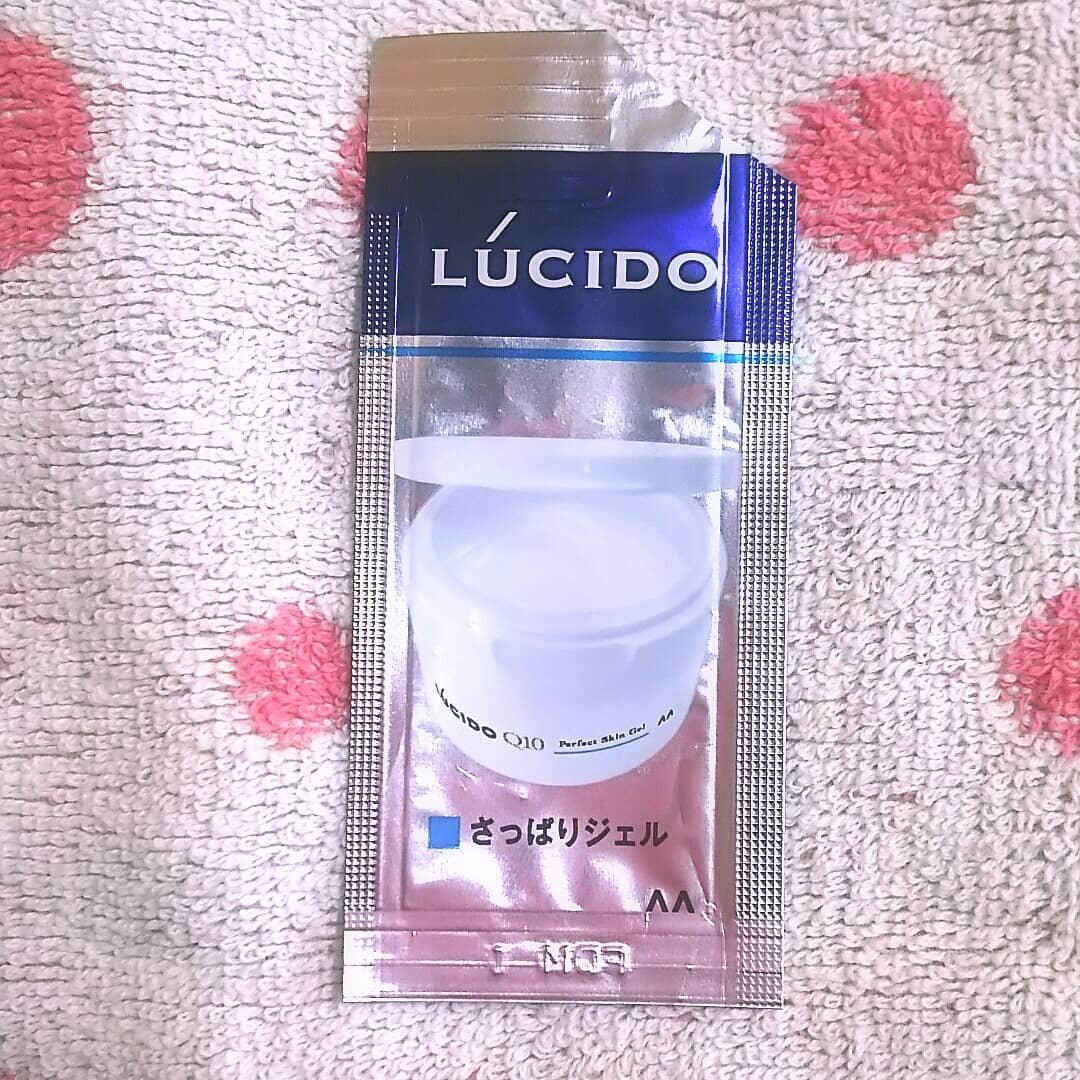 LÚCIDO
LÚCIDO Q10 Perfect Skin Gel AA
さっぱりジェル
AA